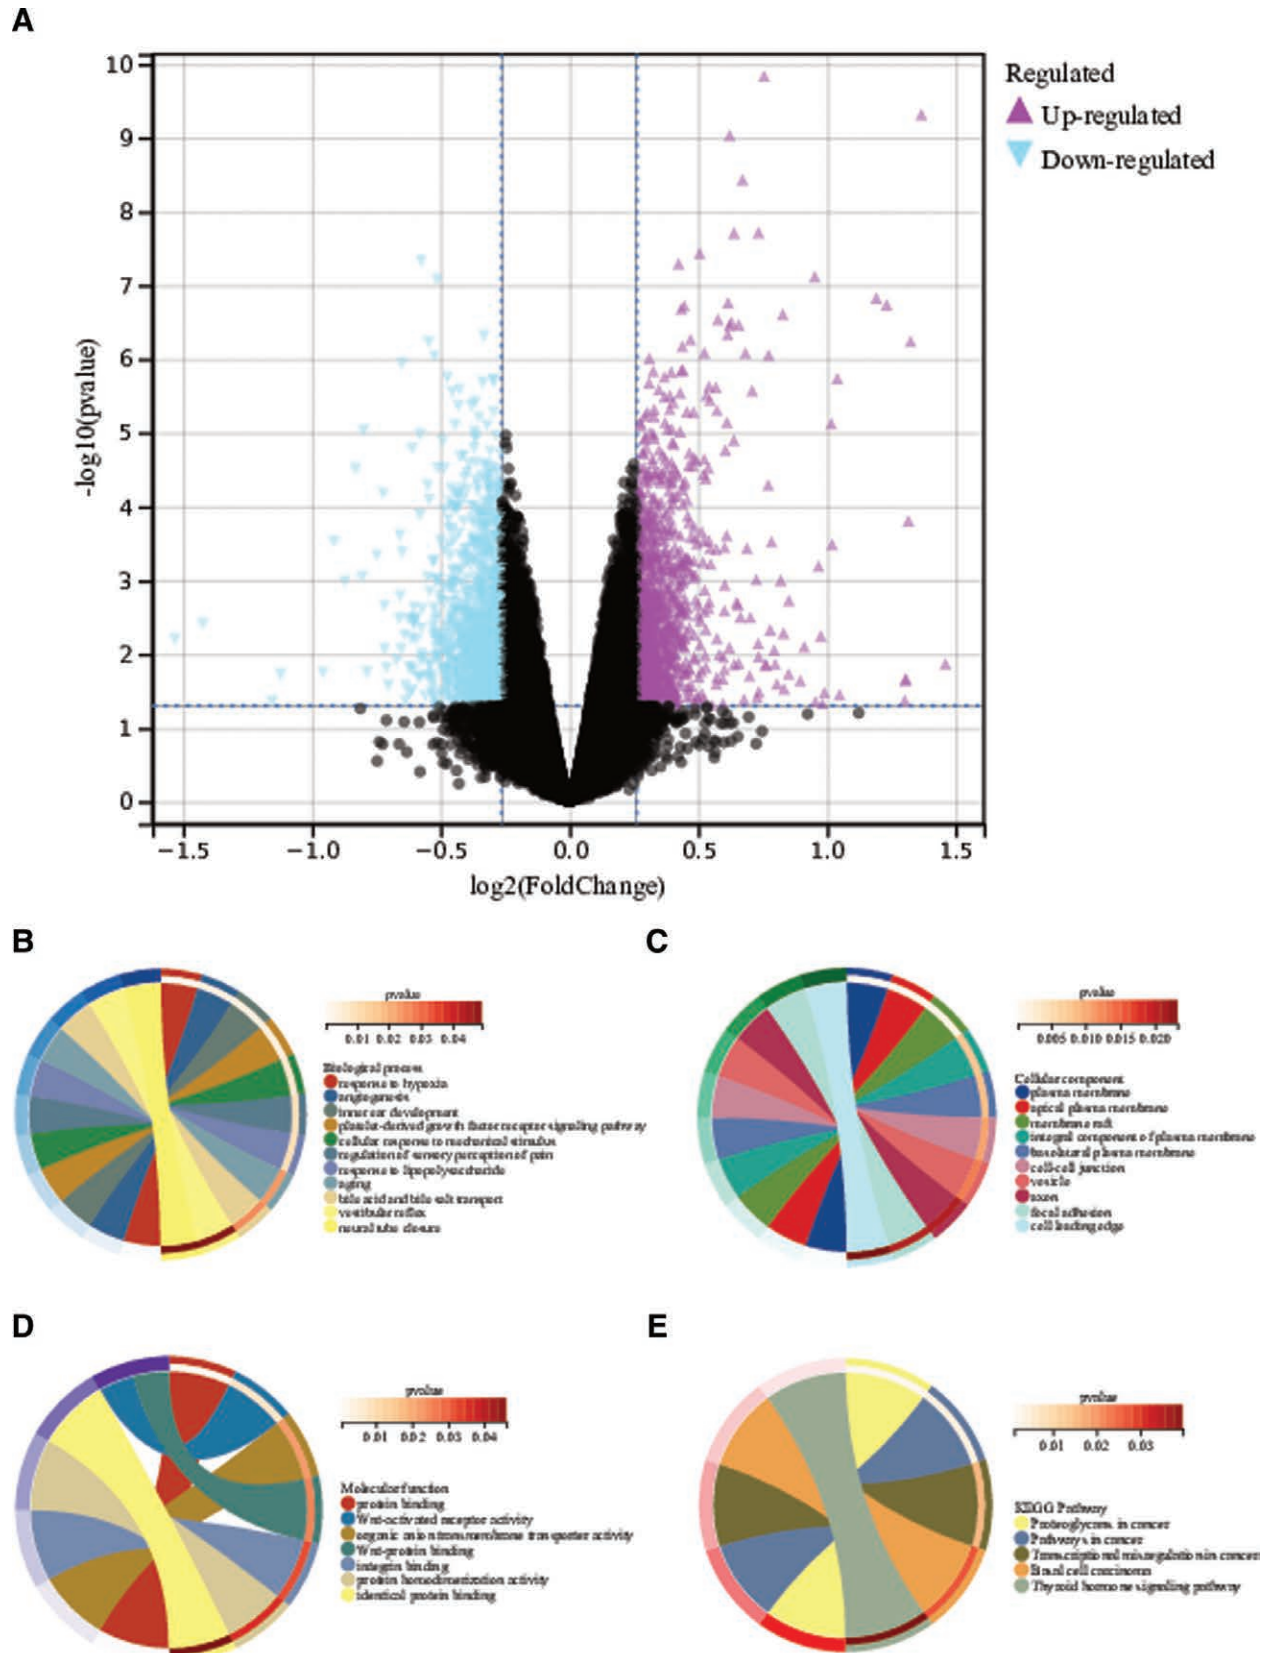 A
10
9
8
7
6
5
4
3
2
1
0
-log10(pvalue)
−1.5 −1.0 −0.5 0.0 0.5 1.0 1.5
log2(FoldChange)
Regulated
Up-regulated
Down-regulated
B
pvalue
0.01 0.02 0.03 0.04
Biological process
response to hypoxia
angiogenesis
inner ear development
platelet-derived growth factor receptor signaling pathway
cellular response to mechanical stimulus
regulation of sensory perception of pain
response to lipopolysaccharide
aging
bile acid and bile salt transport
vestibular reflex
neural tube closure
C
pvalue
0.005 0.010 0.015 0.020
Cellular component
plasma membrane
apical plasma membrane
membrane raft
integral component of plasma membrane
basolateral plasma membrane
cell-cell junction
vesicle
axon
focal adhesion
cell leading edge
D
pvalue
0.01 0.02 0.03 0.04
Molecular function
protein binding
Wnt-activated receptor activity
organic anion transmembrane transporter activity
Wnt-protein binding
integrin binding
protein homodimerization activity
identical protein binding
E
pvalue
0.01 0.02 0.03
KEGG Pathway
Proteoglycans in cancer
Pathways in cancer
Transcriptional misregulation in cancer
Basal cell carcinoma
Thyroid hormone signaling pathway